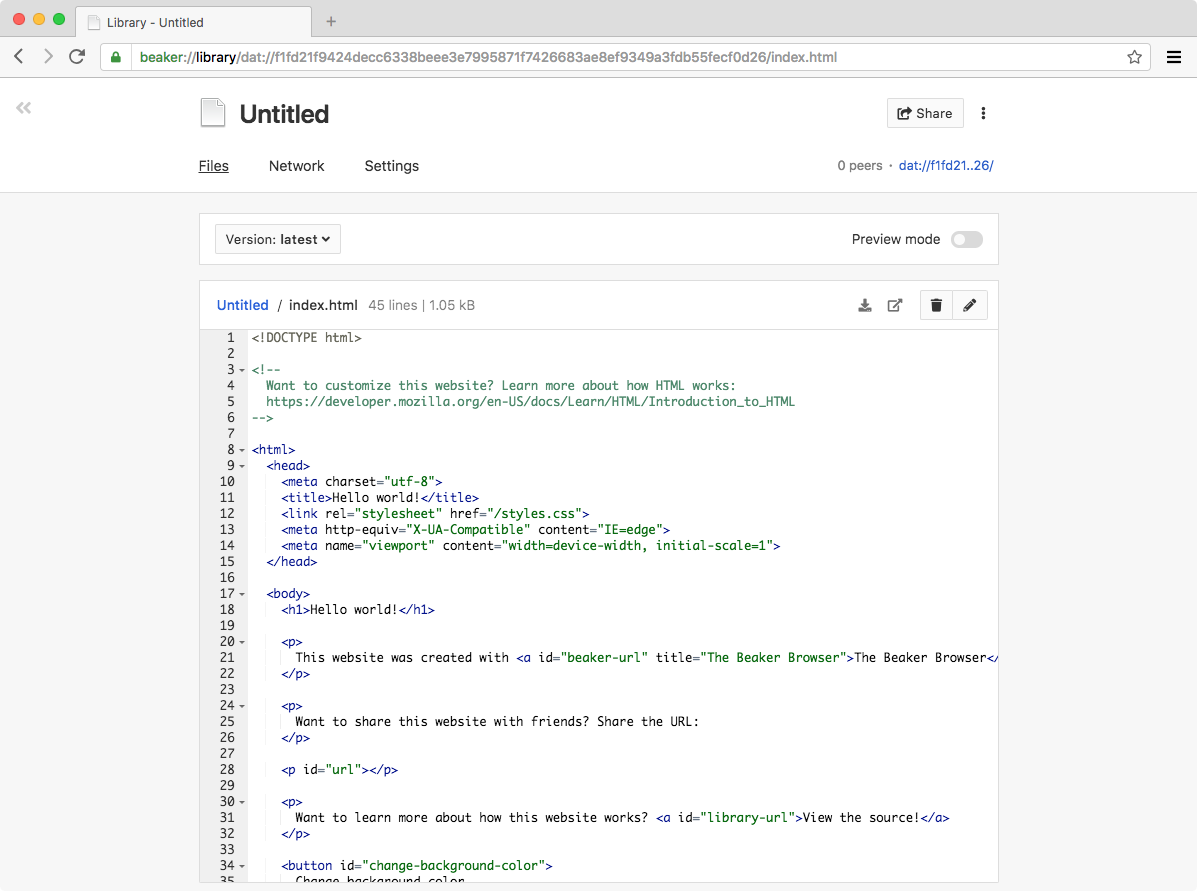 Library - Untitled
beaker://library/dat://f1fd21f9424decc6338beee3e7995871f7426683ae8ef9349a3fdb55fecf0d26/index.html
Untitled
Share
Files Network Settings 0 peers · dat://f1fd21..26/
Version: latest Preview mode
Untitled / index.html 45 lines | 1.05 kB
1 <!DOCTYPE html>
2
3 <!--
4 Want to customize this website? Learn more about how HTML works:
5 https://developer.mozilla.org/en-US/docs/Learn/HTML/Introduction_to_HTML
6 -->
7
8 <html>
9 <head>
10 <meta charset="utf-8">
11 <title>Hello world!</title>
12 <link rel="stylesheet" href="/styles.css">
13 <meta http-equiv="X-UA-Compatible" content="IE=edge">
14 <meta name="viewport" content="width=device-width, initial-scale=1">
15 </head>
16
17 <body>
18 <h1>Hello world!</h1>
19
20 <p>
21 This website was created with <a id="beaker-url" title="The Beaker Browser">The Beaker Browser</
22 </p>
23
24 <p>
25 Want to share this website with friends? Share the URL:
26 </p>
27
28 <p id="url"></p>
29
30 <p>
31 Want to learn more about how this website works? <a id="library-url">View the source!</a>
32 </p>
33
34 <button id="change-background-color">
35 Change background color